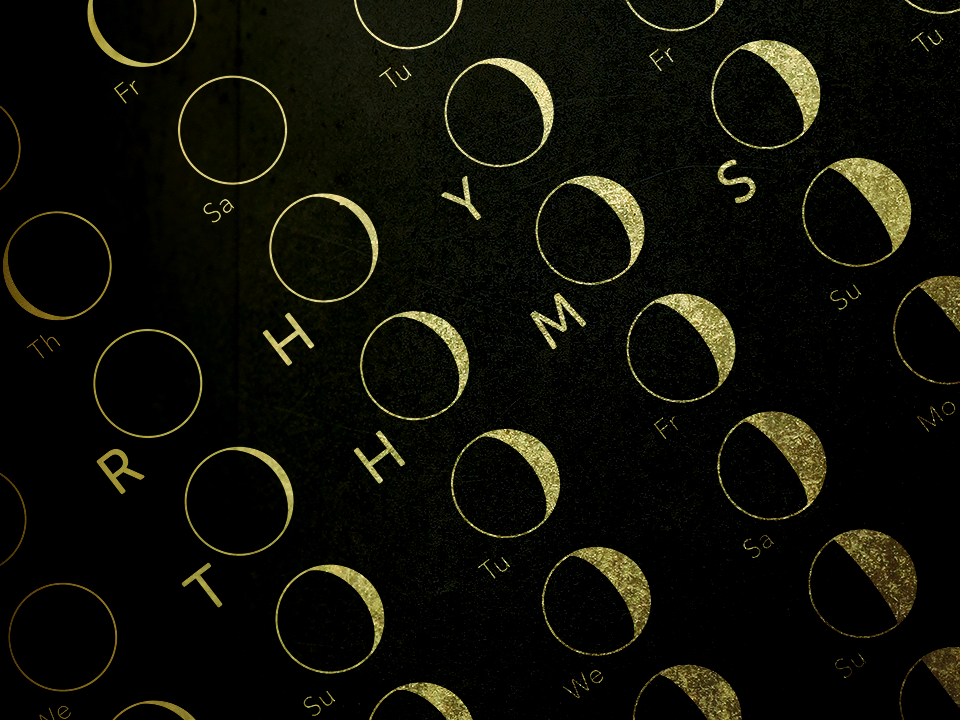 Fr
Th Sa Tu
R H Y Fr
We T H M S Tu
Su Tu Fr Su
We Sa Mo
Su